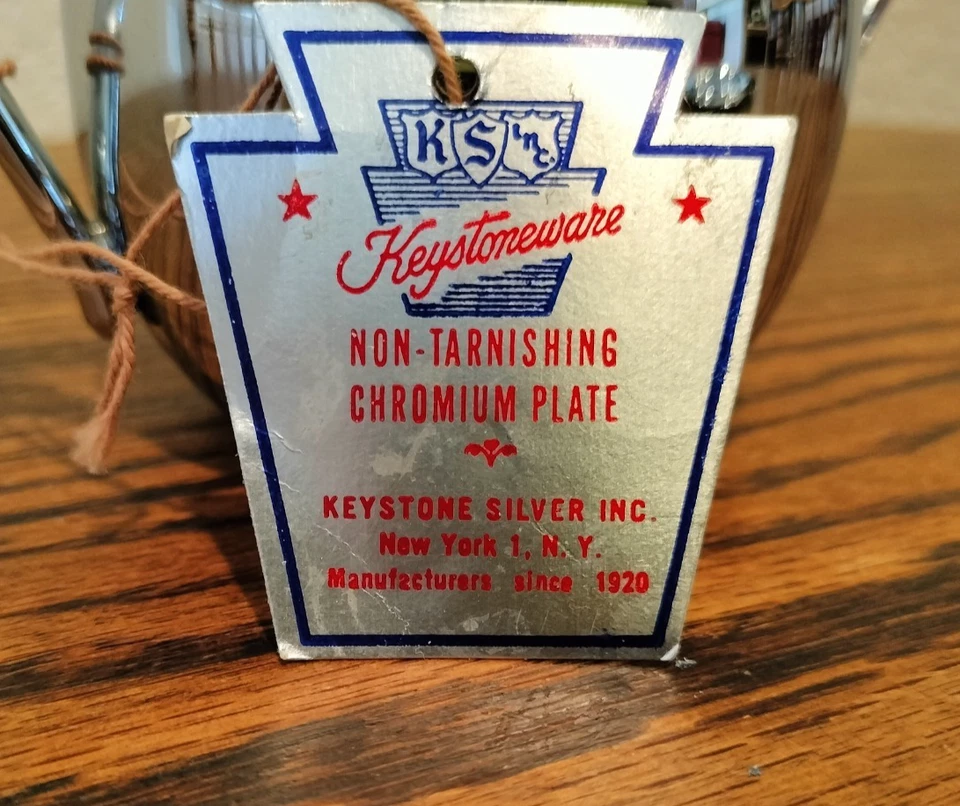 KS Inc.
Keystoneware
NON-TARNISHING
CHROMIUM PLATE
KEYSTONE SILVER INC.
New York 1, N. Y.
Manufacturers since 1920